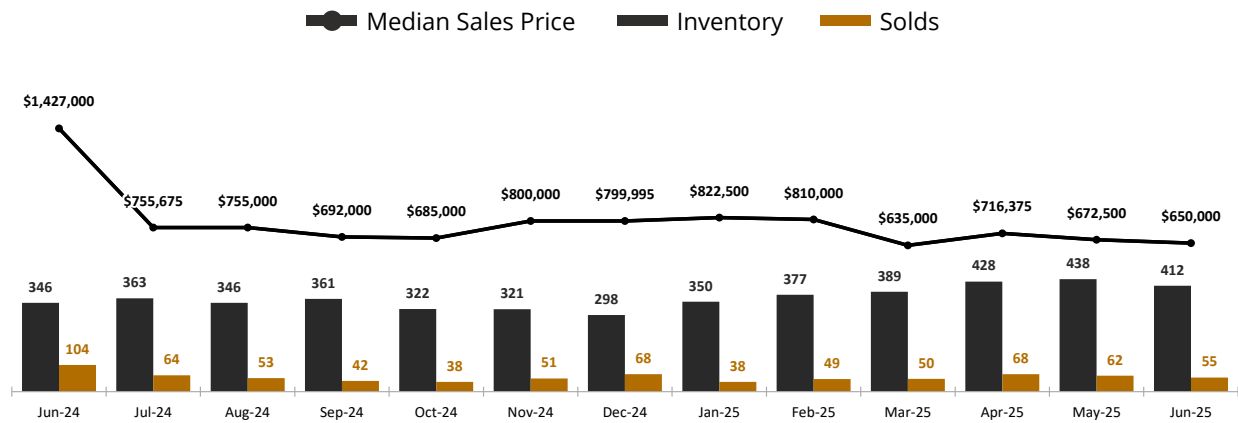 Median Sales Price Inventory Solds
$1,427,000
$755,675 $755,000 $692,000 $685,000 $800,000 $799,995 $822,500 $810,000 $635,000 $716,375 $672,500 $650,000
346 363 346 361 322 321 298 350 377 389 428 438 412
104 64 53 42 38 51 68 38 49 50 68 62 55
Jun-24 Jul-24 Aug-24 Sep-24 Oct-24 Nov-24 Dec-24 Jan-25 Feb-25 Mar-25 Apr-25 May-25 Jun-25